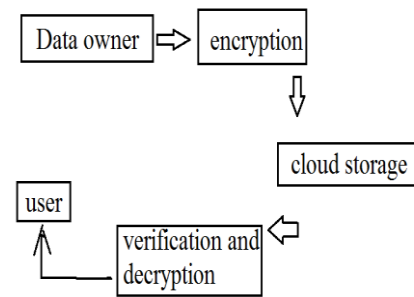 Data owner
encryption
cloud storage
user
verification and
decryption